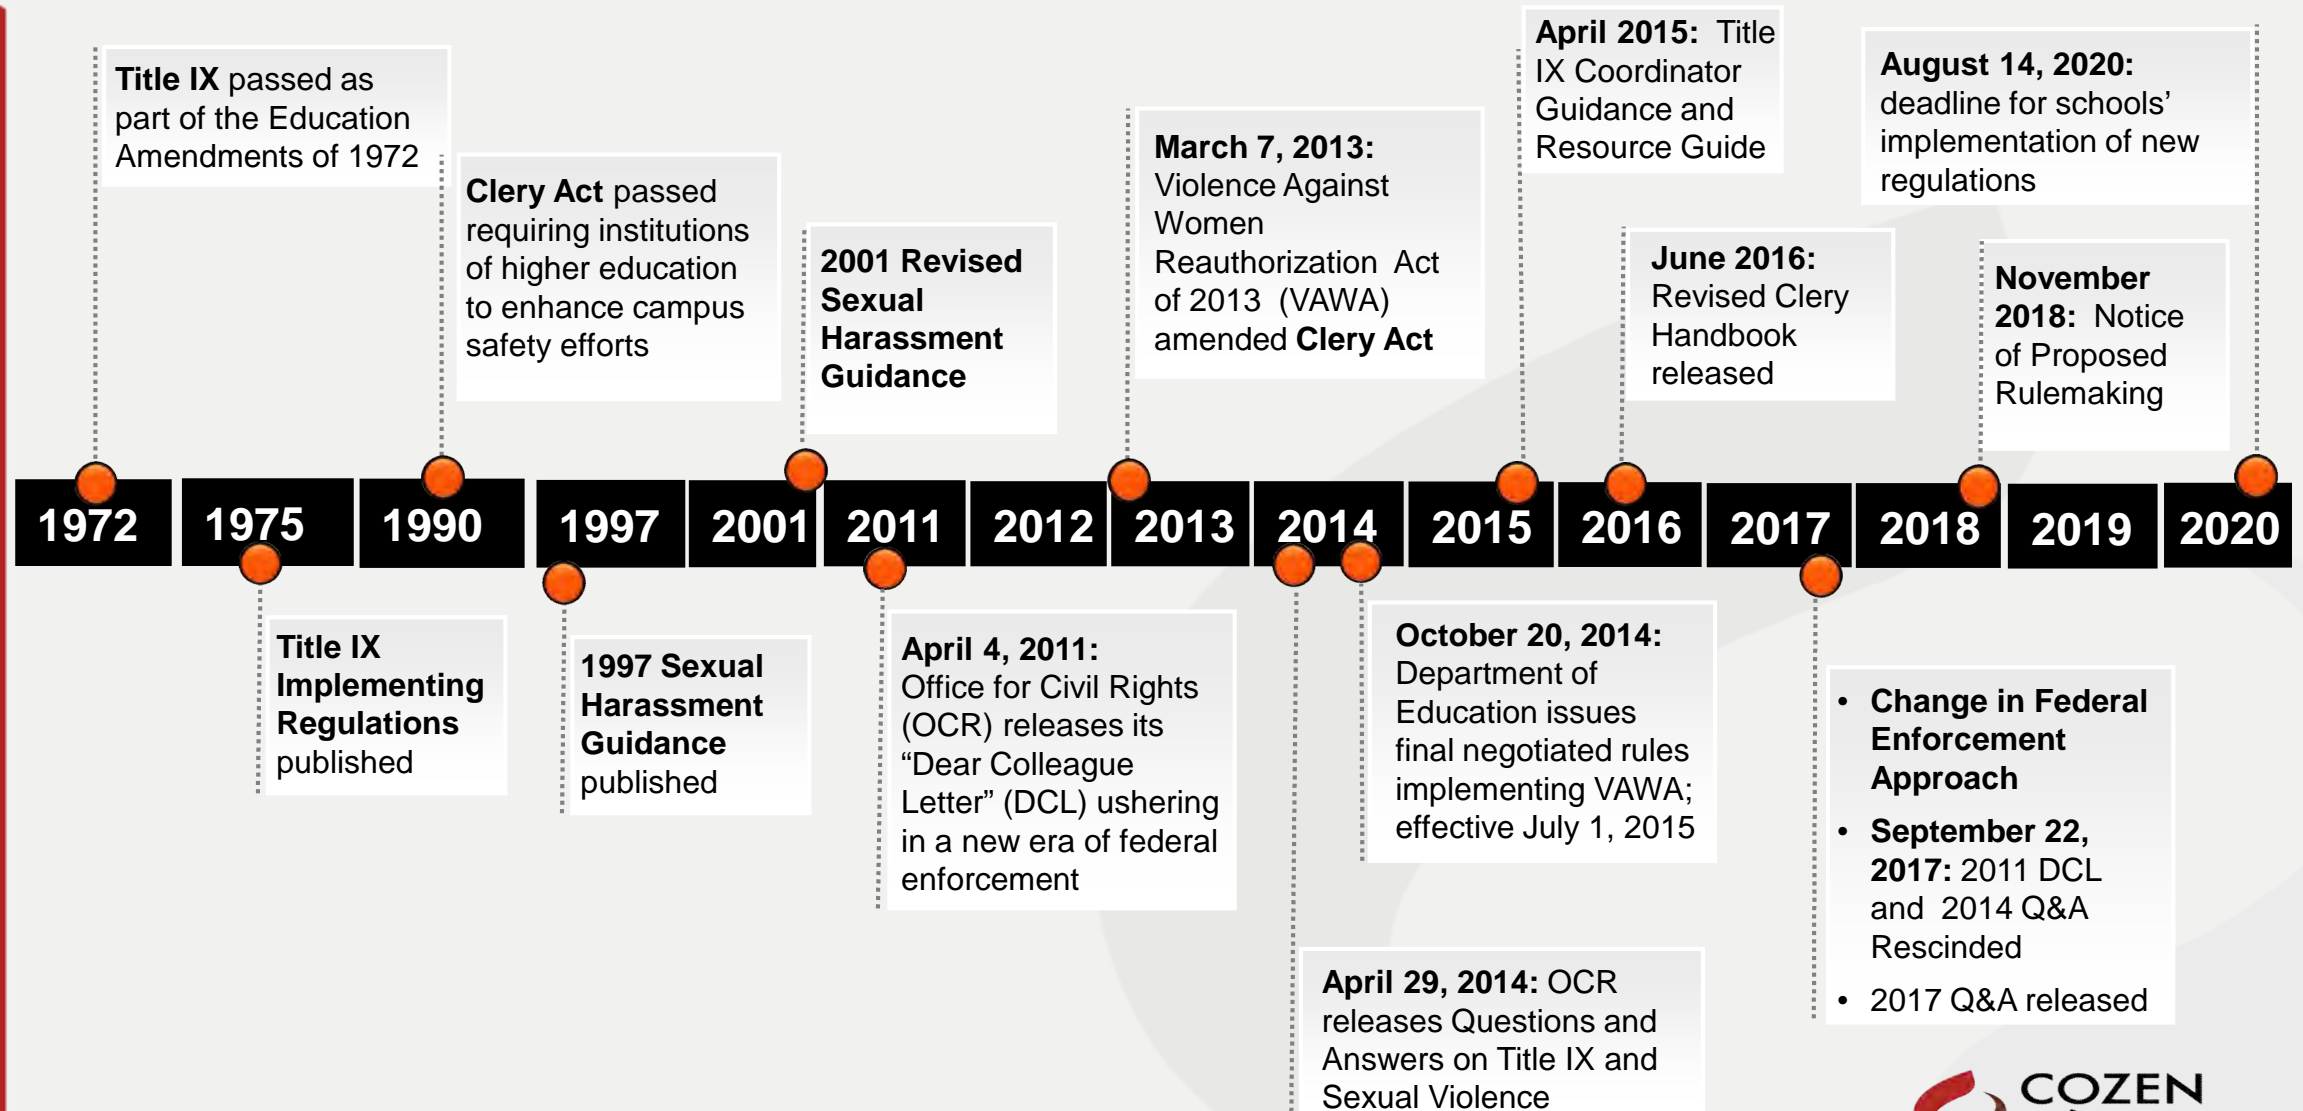 Title IX passed as
part of the Education
Amendments of 1972
Clery Act passed
requiring institutions
of higher education
to enhance campus
safety efforts
2001 Revised
Sexual
Harassment
Guidance
March 7, 2013:
Violence Against
Women
Reauthorization Act
of 2013 (VAWA)
amended Clery Act
April 2015: Title
IX Coordinator
Guidance and
Resource Guide
June 2016:
Revised Clery
Handbook
released
August 14, 2020:
deadline for schools’
implementation of new
regulations
November
2018: Notice
of Proposed
Rulemaking
1972 1975 1990 1997 2001 2011 2012 2013 2014 2015 2016 2017 2018 2019 2020
Title IX
Implementing
Regulations
published
1997 Sexual
Harassment
Guidance
published
April 4, 2011:
Office for Civil Rights
(OCR) releases its
“Dear Colleague
Letter” (DCL) ushering
in a new era of federal
enforcement
April 29, 2014: OCR
releases Questions and
Answers on Title IX and
Sexual Violence
October 20, 2014:
Department of
Education issues
final negotiated rules
implementing VAWA;
effective July 1, 2015
• Change in Federal
Enforcement
Approach
• September 22,
2017: 2011 DCL
and 2014 Q&A
Rescinded
• 2017 Q&A released
COZEN